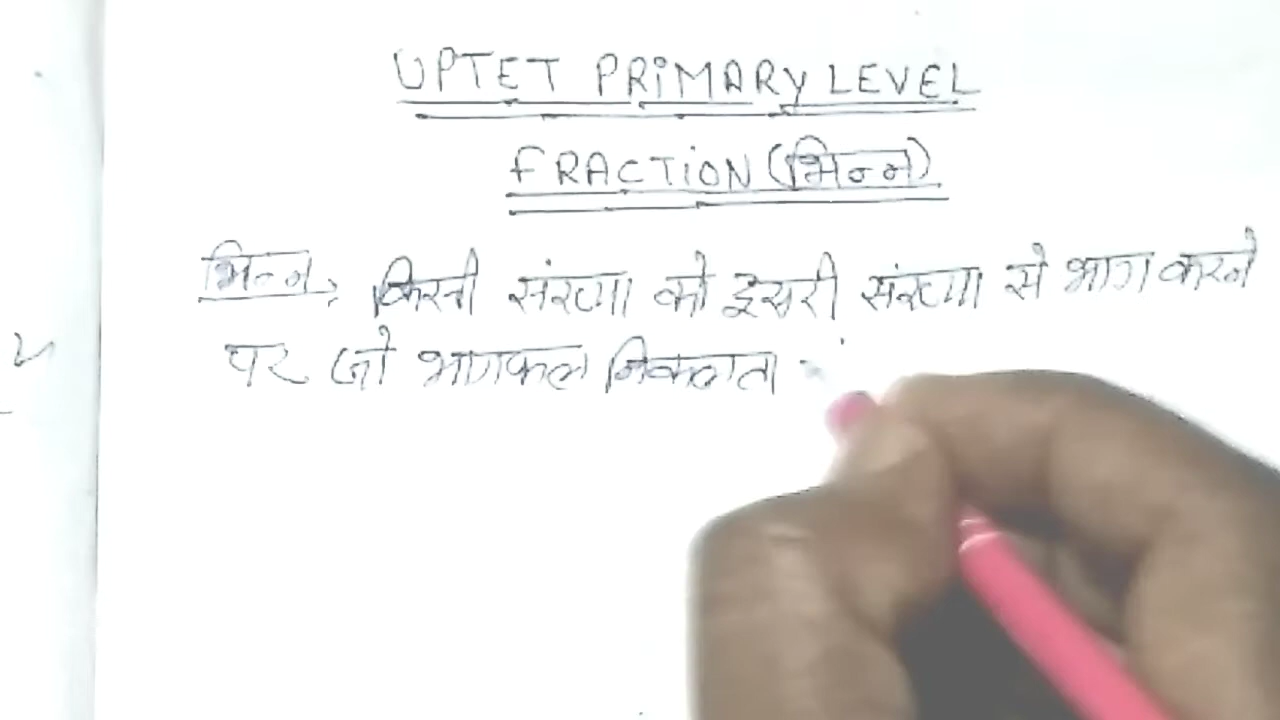 UPTET PRIMARY LEVEL
FRACTION (भिन्न)
भिन्न: किसी संख्या को दूसरी संख्या से भाग करने
पर जो भागफल निकलता